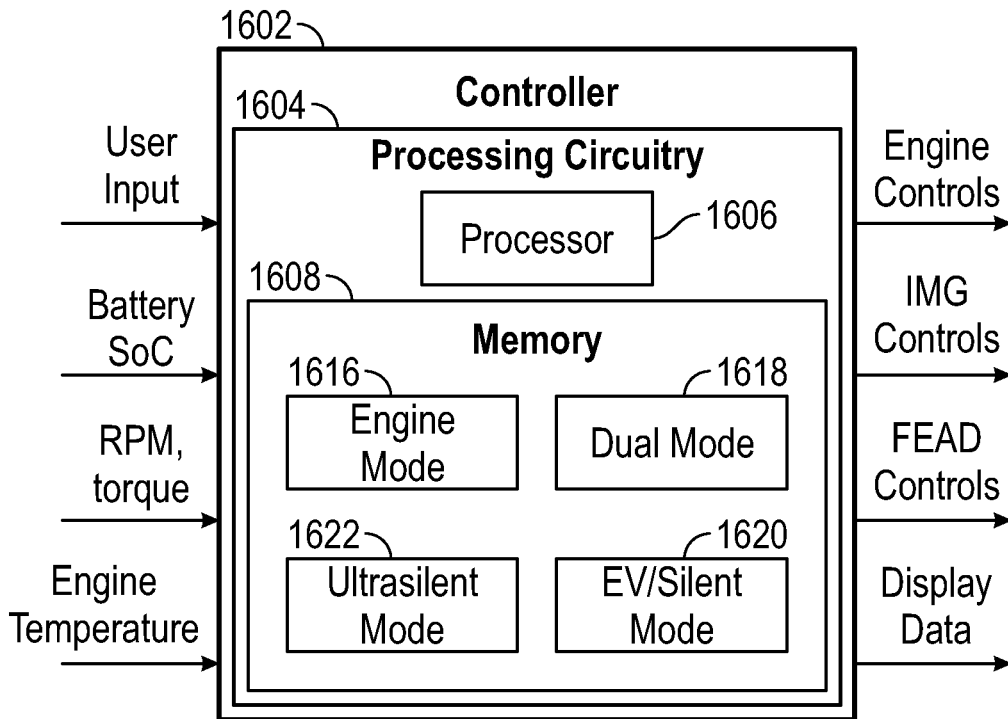 1602
Controller
1604
Processing Circuitry
Processor
1606
1608
Memory
1616
Engine
Mode
1618
Dual Mode
1622
Ultrasilent
Mode
1620
EV/Silent
Mode
User
Input
Battery
SoC
RPM,
torque
Engine
Temperature
Engine
Controls
IMG
Controls
FEAD
Controls
Display
Data